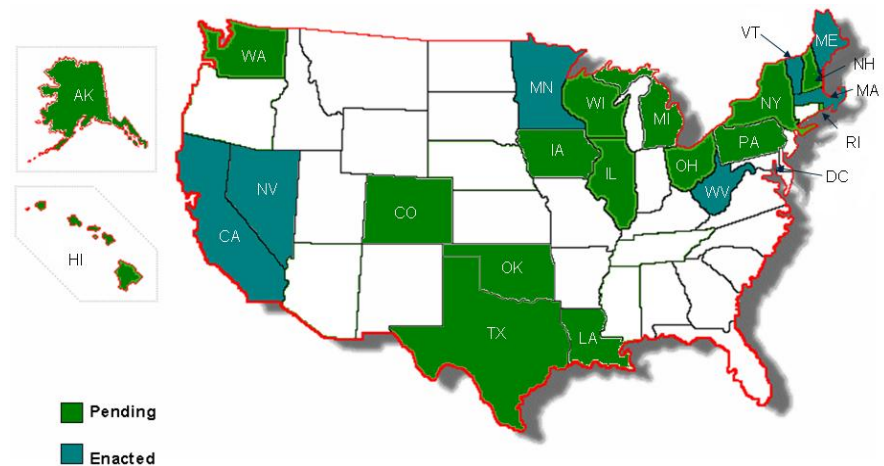 VT
ME
WA
NH
AK
MN
MA
WI
NY
MI
RI
PA
IA
OH
IL
DC
NV
WV
CO
CA
HI
OK
TX
LA
Pending
Enacted